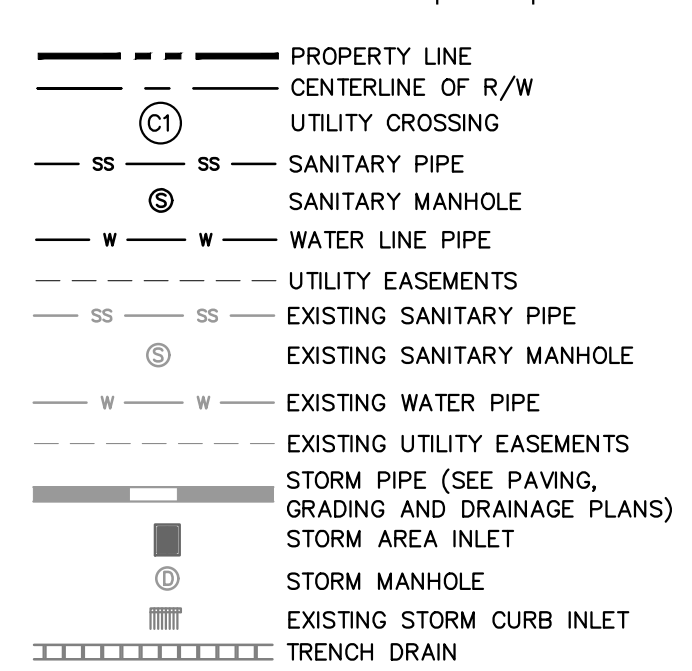 PROPERTY LINE
CENTERLINE OF R/W
C1 UTILITY CROSSING
SS SS SANITARY PIPE
S SANITARY MANHOLE
W W WATER LINE PIPE
UTILITY EASEMENTS
SS SS EXISTING SANITARY PIPE
S EXISTING SANITARY MANHOLE
W W EXISTING WATER PIPE
EXISTING UTILITY EASEMENTS
STORM PIPE (SEE PAVING,
GRADING AND DRAINAGE PLANS)
STORM AREA INLET
D STORM MANHOLE
EXISTING STORM CURB INLET
TRENCH DRAIN